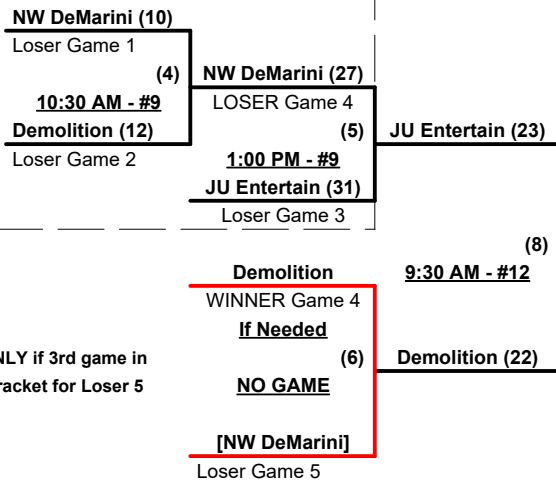 NW DeMarini (10)
Loser Game 1
(4)
10:30 AM - #9
Demolition (12)
Loser Game 2
NW DeMarini (27)
LOSER Game 4
(5)
1:00 PM - #9
JU Entertain (31)
Loser Game 3
JU Entertain (23)
(8)
9:30 AM - #12
Demolition
WINNER Game 4
If Needed
(6)
NO GAME
[NW DeMarini]
Loser Game 5
Demolition (22)
if 3rd game in
for Loser 5